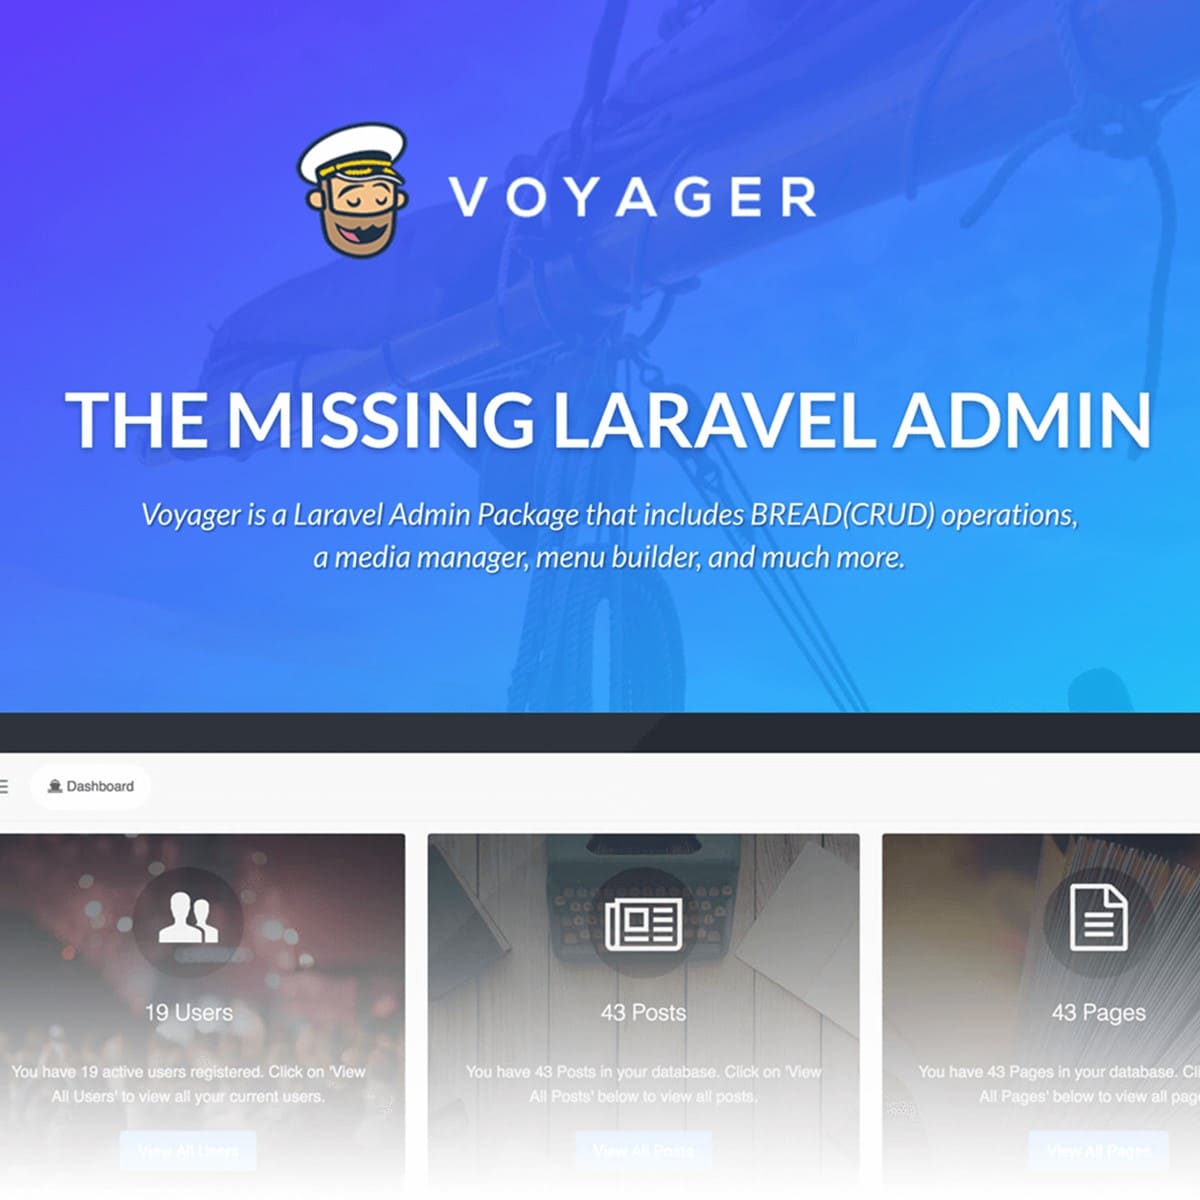 VOYAGER
THE MISSING LARAVEL ADMIN
Voyager is a Laravel Admin Package that includes BREAD(CRUD) operations,
a media manager, menu builder, and much more.
Dashboard
19 Users
You have 19 active users registered. Click on 'View
All Users' to view all your current users.
View All Users
43 Posts
You have 43 Posts in your database. Click on 'View
All Posts' below to view all posts.
View All Posts
43 Pages
You have 43 Pages in your database. Cli
All Pages' below to view all page
View All Pages